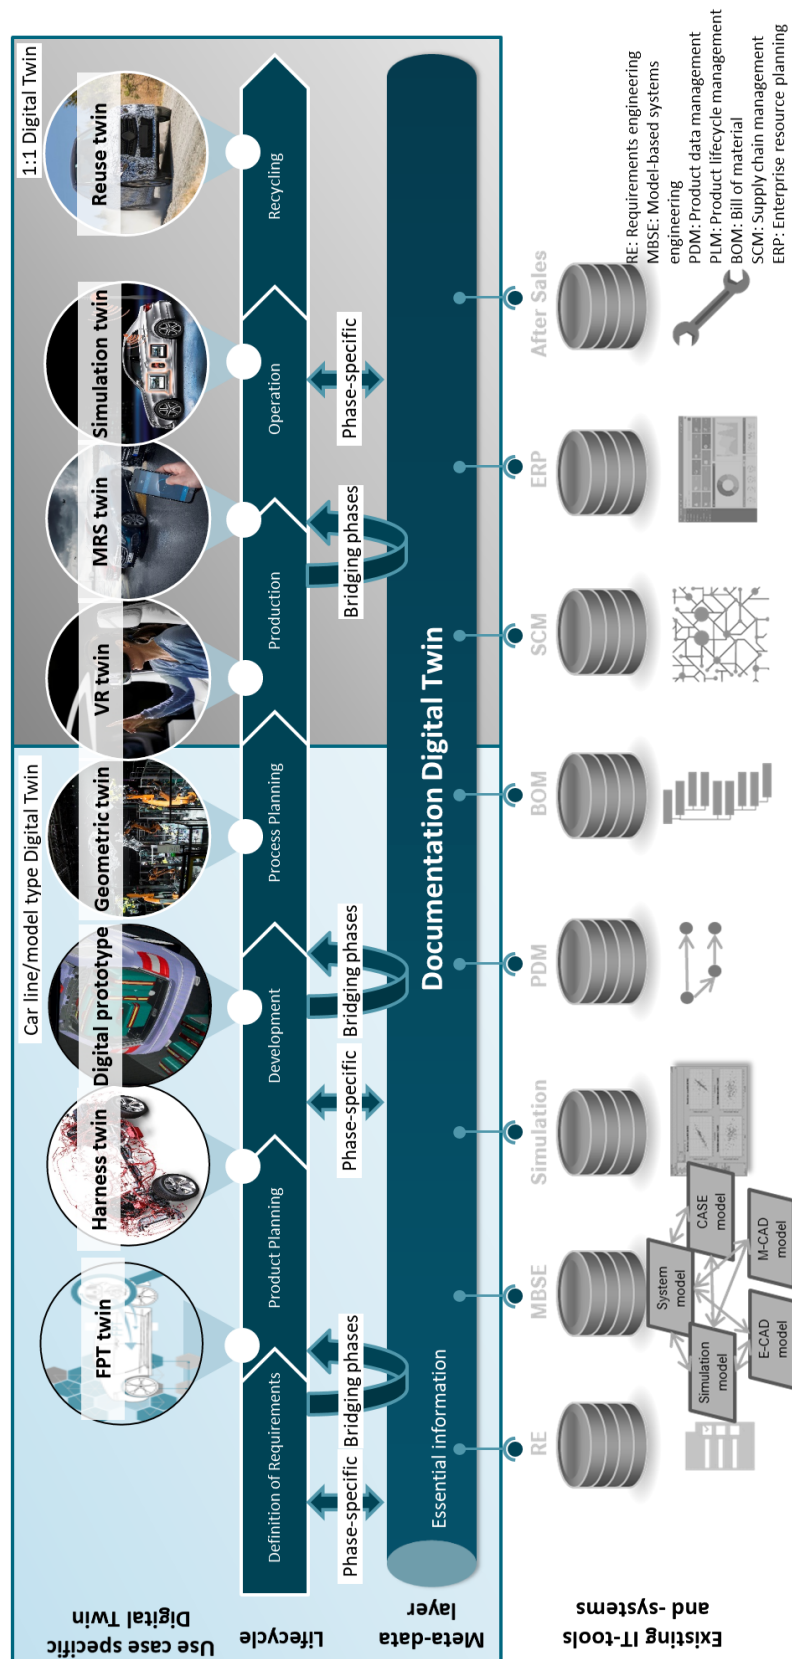 Car line/model type Digital Twin
1:1 Digital Twin
Use case specific
Digital Twin
FPT twin
Harness twin
Digital prototype
Geometric twin
VR twin
MRS twin
Simulation twin
Reuse twin
Lifecycle
Definition of Requirements
Product Planning
Development
Process Planning
Production
Operation
Recycling
Phase-specific
Bridging phases
Phase-specific
Bridging phases
Bridging phases
Phase-specific
Meta-data
layer
Essential information
Documentation Digital Twin
Existing IT-tools
and -systems
RE
MBSE
Simulation
PDM
BOM
SCM
ERP
After Sales
System
model
CASE
model
Simulation
model
E-CAD
model
M-CAD
model
RE: Requirements engineering
MBSE: Model-based systems
engineering
PDM: Product data management
PLM: Product lifecycle management
BOM: Bill of material
SCM: Supply chain management
ERP: Enterprise resource planning